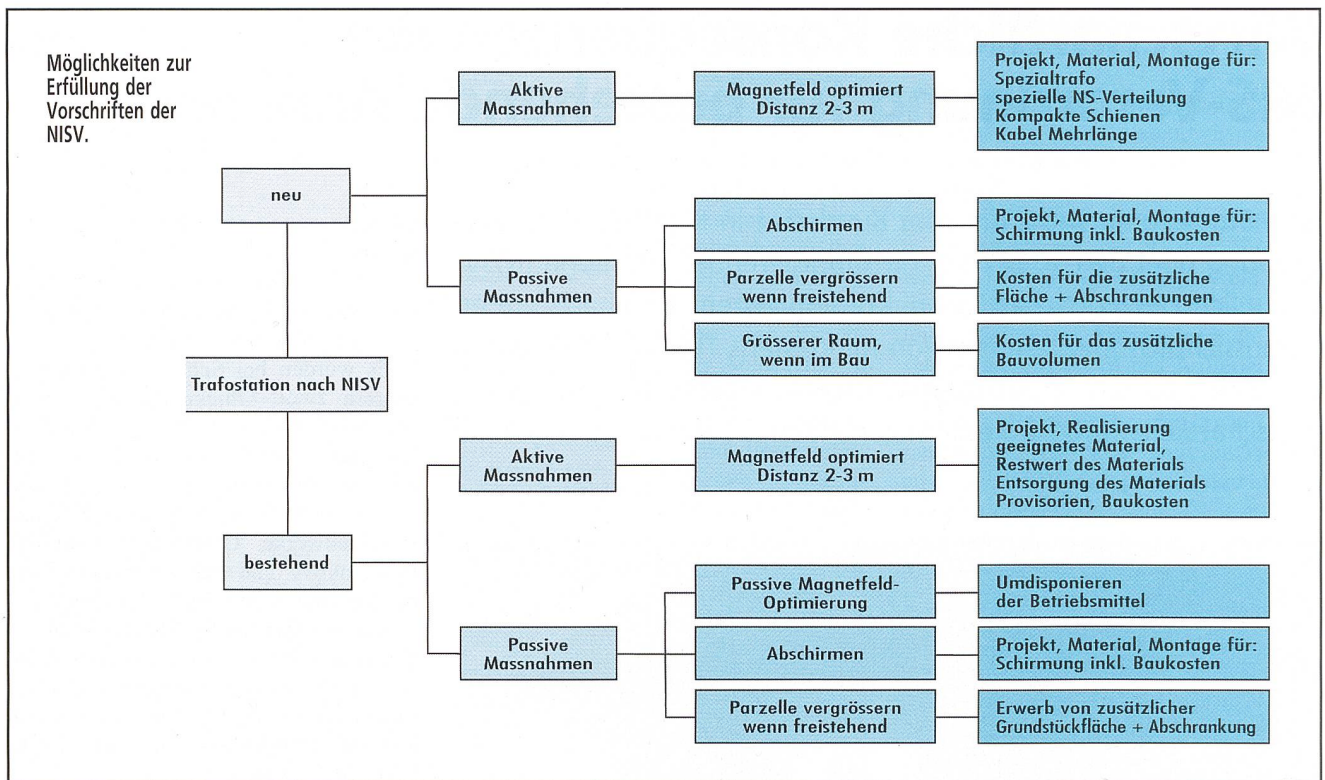 Möglichkeiten zur
Erfüllung der
Vorschriften der
NISV.
Trafostation nach NISV
neu
Aktive
Massnahmen
Magnetfeld optimiert
Distanz 2-3 m
Projekt, Material, Montage für:
Spezialtrafo
spezielle NS-Verteilung
Kompakte Schienen
Kabel Mehrlänge
Passive
Massnahmen
Abschirmen
Projekt, Material, Montage für:
Schirmung inkl. Baukosten
Parzelle vergrössern
wenn freistehend
Kosten für die zusätzliche
Fläche + Abschrankungen
Grösserer Raum,
wenn im Bau
Kosten für das zusätzliche
Bauvolumen
bestehend
Aktive
Massnahmen
Magnetfeld optimiert
Distanz 2-3 m
Projekt, Realisierung
geeignetes Material,
Restwert des Materials
Entsorgung des Materials
Provisorien, Baukosten
Passive
Massnahmen
Passive Magnetfeld-
Optimierung
Umdisponieren
der Betriebsmittel
Abschirmen
Projekt, Material, Montage für:
Schirmung inkl. Baukosten
Parzelle vergrössern
wenn freistehend
Erwerb von zusätzlicher
Grundstückfläche + Abschrankung